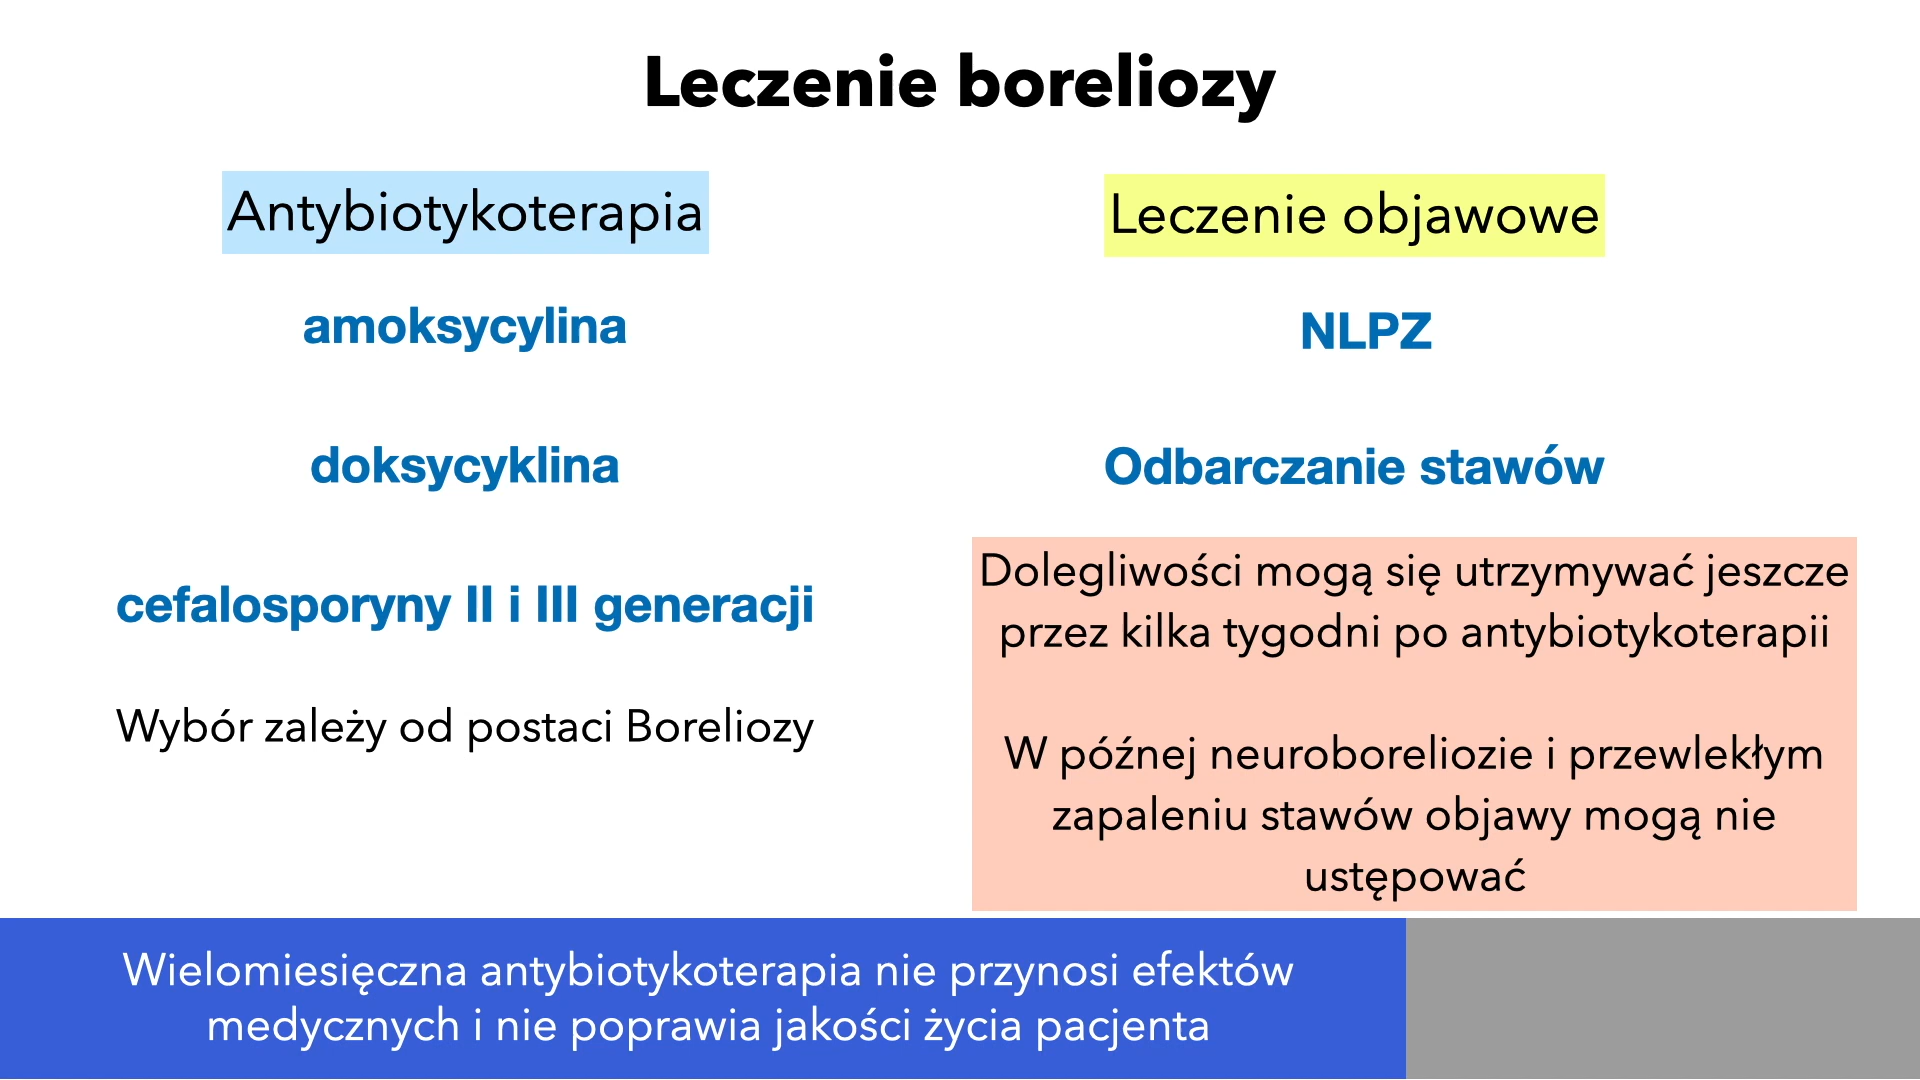 Leczenie boreliozy
Antybiotykoterapia
amoksycylina
doksycyklina
cefalosporyny II i III generacji
Wybór zależy od postaci Boreliozy
Leczenie objawowe
NLPZ
Odbarczanie stawów
Dolegliwości mogą się utrzymywać jeszcze
przez kilka tygodni po antybiotykoterapii
W późnej neuroboreliozie i przewlekłym
zapaleniu stawów objawy mogą nie
ustępować
Wielomiesięczna antybiotykoterapia nie przynosi efektów
medycznych i nie poprawia jakości życia pacjenta